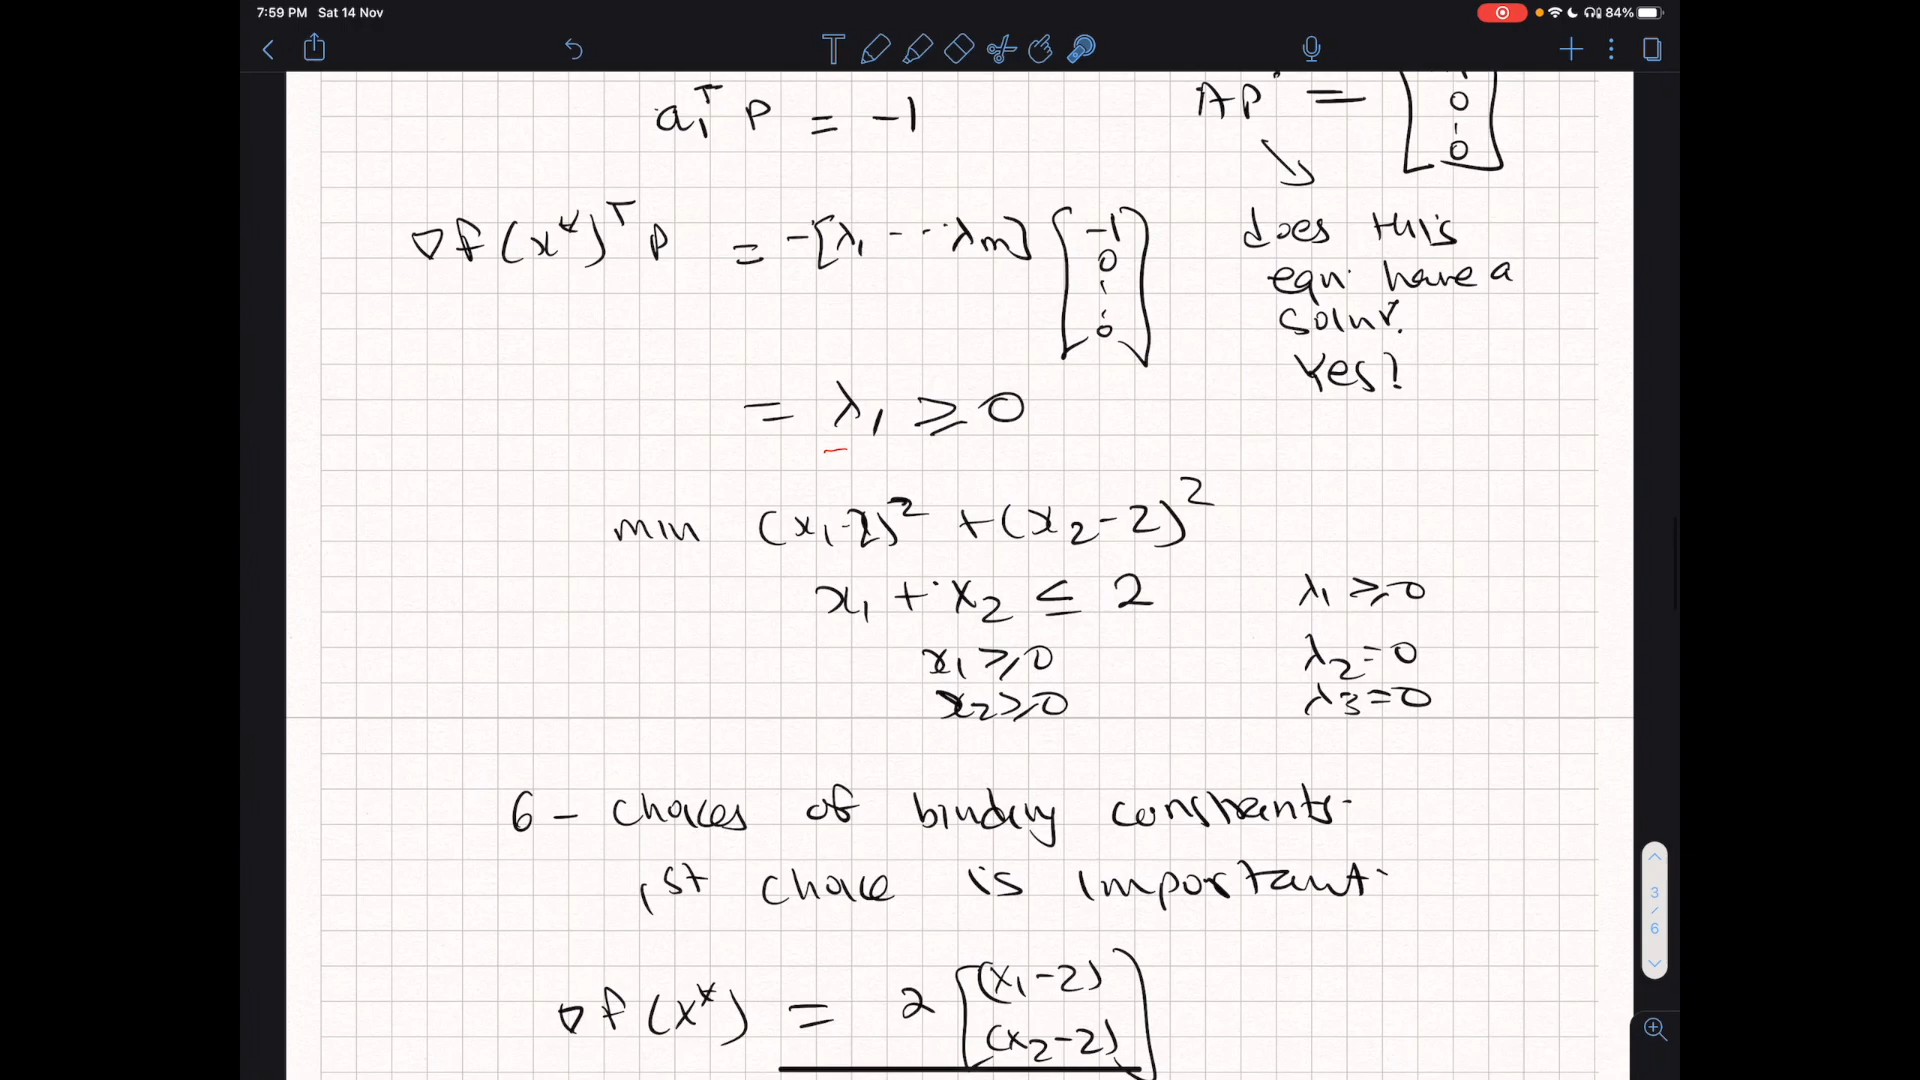 7:59 PM Sat 14 Nov
84%
a₁ᵀ P = -1
AP = [ 0 ¦ 0 ]
∇f(x*)ᵀ P = -[λ₁ --- λm] [ -1 0 ¦ 0 ]
does this
eqn have a
soln?
Yes!
= λ₁ ≥ 0
min (x₁-2)² + (x₂-2)²
x₁ + x₂ ≤ 2
λ₁ ≥ 0
x₁ ≥ 0
λ₂ = 0
x₂ ≥ 0
λ3 = 0
6 - choices of binding constraints.
1st choice is important.
∇f(x*) = 2 [ (x₁-2) (x₂-2) ]
3
/
6